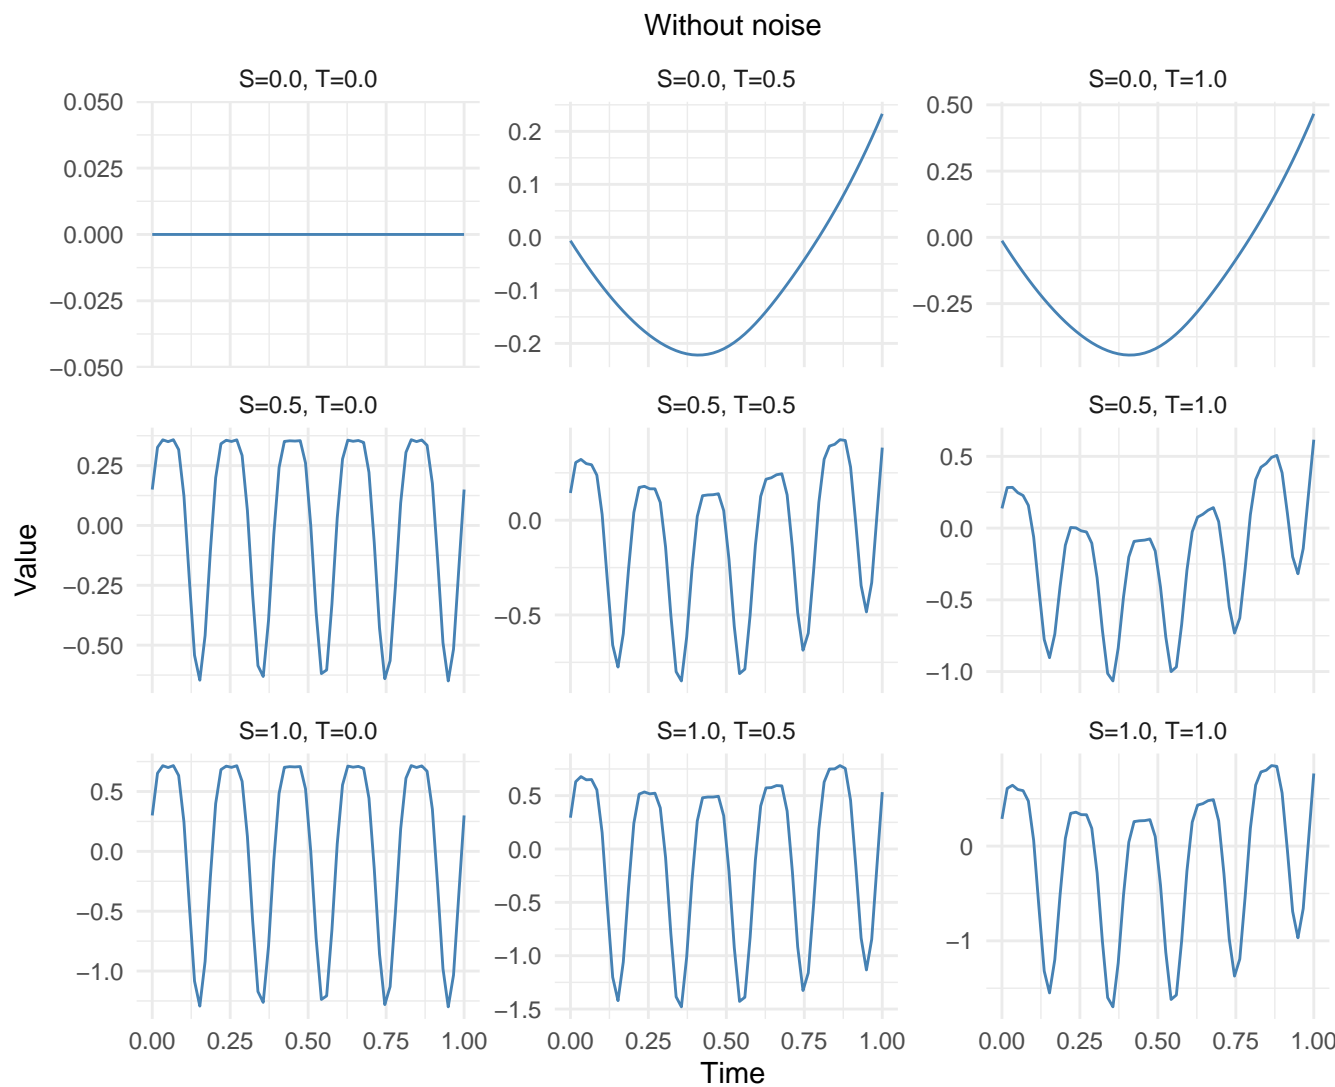 Without noise
S=0.0, T=0.0
S=0.0, T=0.5
S=0.0, T=1.0
0.050
0.025
0.000
−0.025
−0.050
0.2
0.1
0.0
−0.1
−0.2
0.50
0.25
0.00
−0.25
S=0.5, T=0.0
S=0.5, T=0.5
S=0.5, T=1.0
0.25
0.00
−0.25
−0.50
0.0
−0.5
0.5
0.0
−0.5
−1.0
Value
S=1.0, T=0.0
S=1.0, T=0.5
S=1.0, T=1.0
0.5
0.0
−0.5
−1.0
0.5
0.0
−0.5
−1.0
−1.5
0
−1
0.00 0.25 0.50 0.75 1.00
0.00 0.25 0.50 0.75 1.00
0.00 0.25 0.50 0.75 1.00
Time